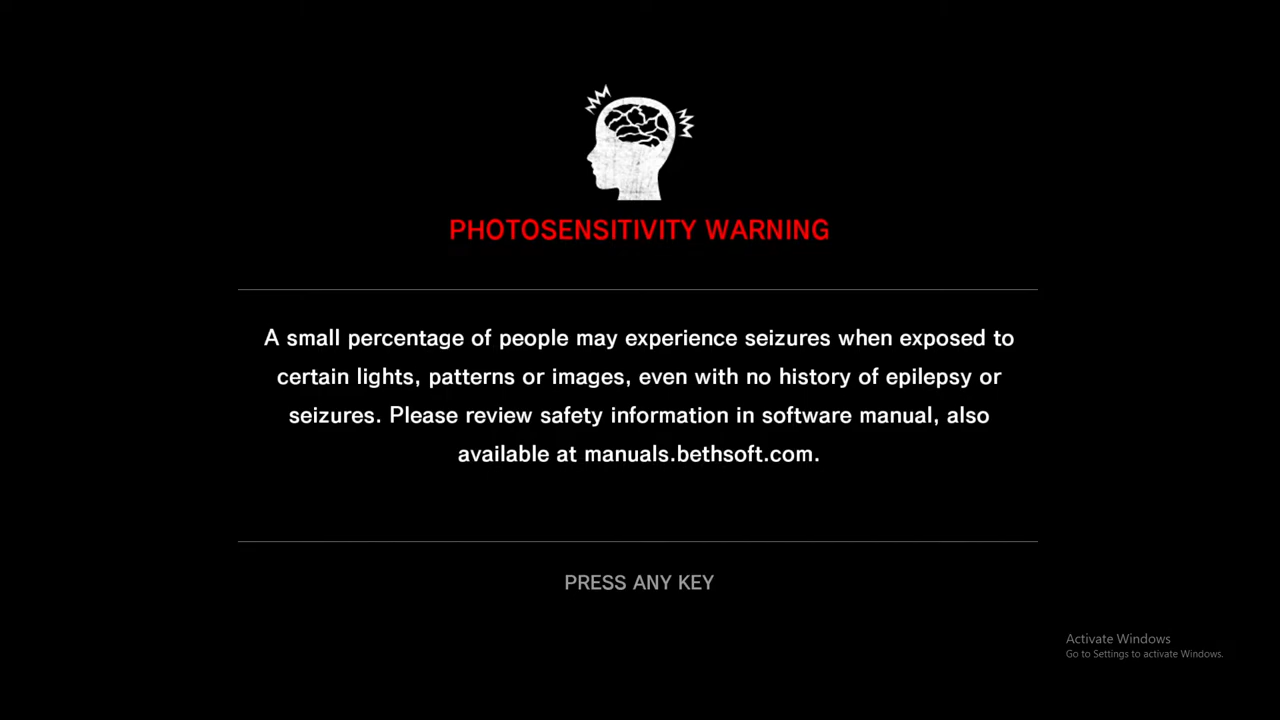 PHOTOSENSITIVITY WARNING
A small percentage of people may experience seizures when exposed to
certain lights, patterns or images, even with no history of epilepsy or
seizures. Please review safety information in software manual, also
available at manuals.bethsoft.com.
PRESS ANY KEY
Activate Windows
Go to Settings to activate Windows.